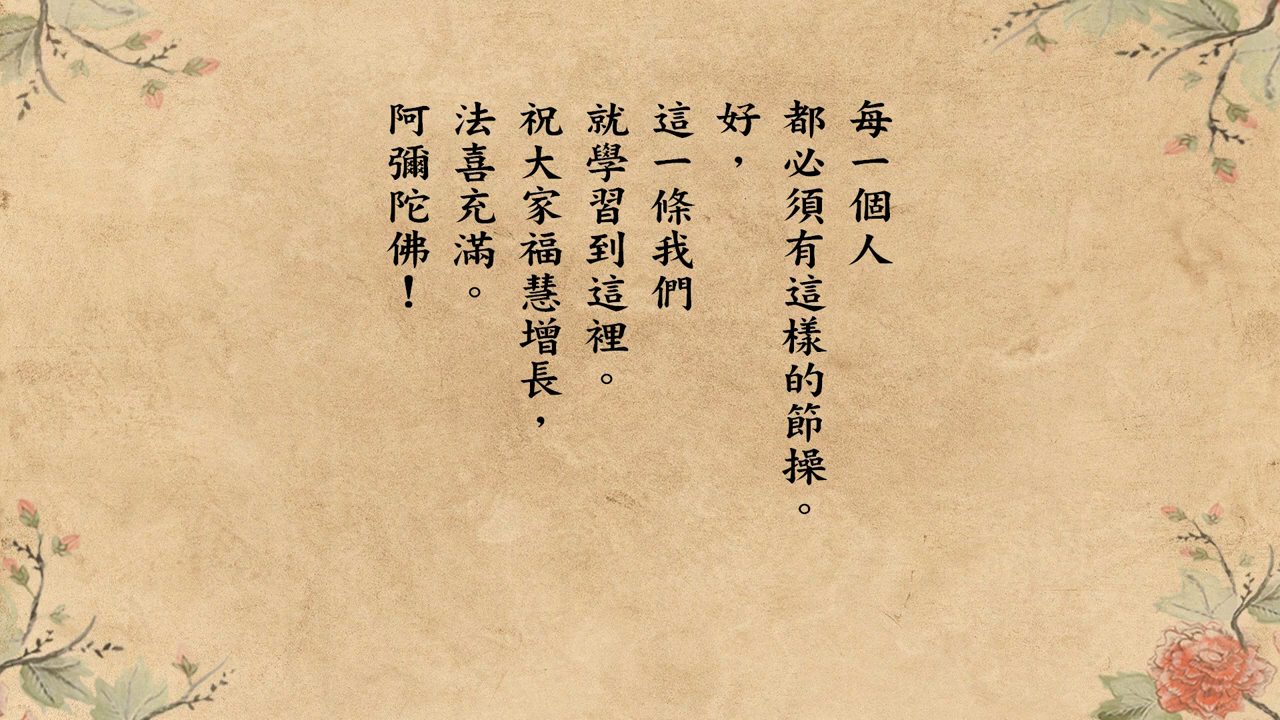 每一個人
都必須有這樣的節操。
好，
這一條我們
就學習到這裡。
祝大家福慧增長，
法喜充滿。
阿彌陀佛！